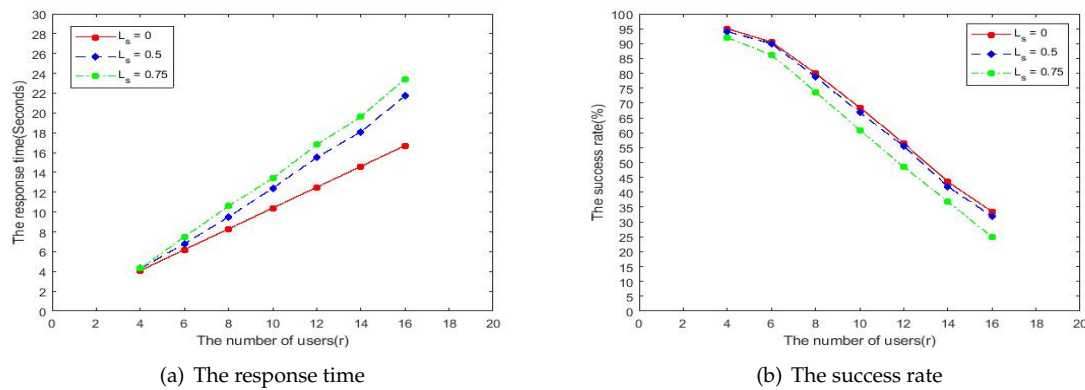 30
28
26
24
22
20
18
16
14
12
10
8
6
4
2
0
The response time(Seconds)
L_s = 0
L_s = 0.5
L_s = 0.75
0 2 4 6 8 10 12 14 16 18 20
The number of users(r)
(a) The response time
100
95
90
85
80
75
70
65
60
55
50
45
40
35
30
25
20
15
10
5
0
The success rate(%)
L_s = 0
L_s = 0.5
L_s = 0.75
0 2 4 6 8 10 12 14 16 18 20
The number of users(r)
(b) The success rate